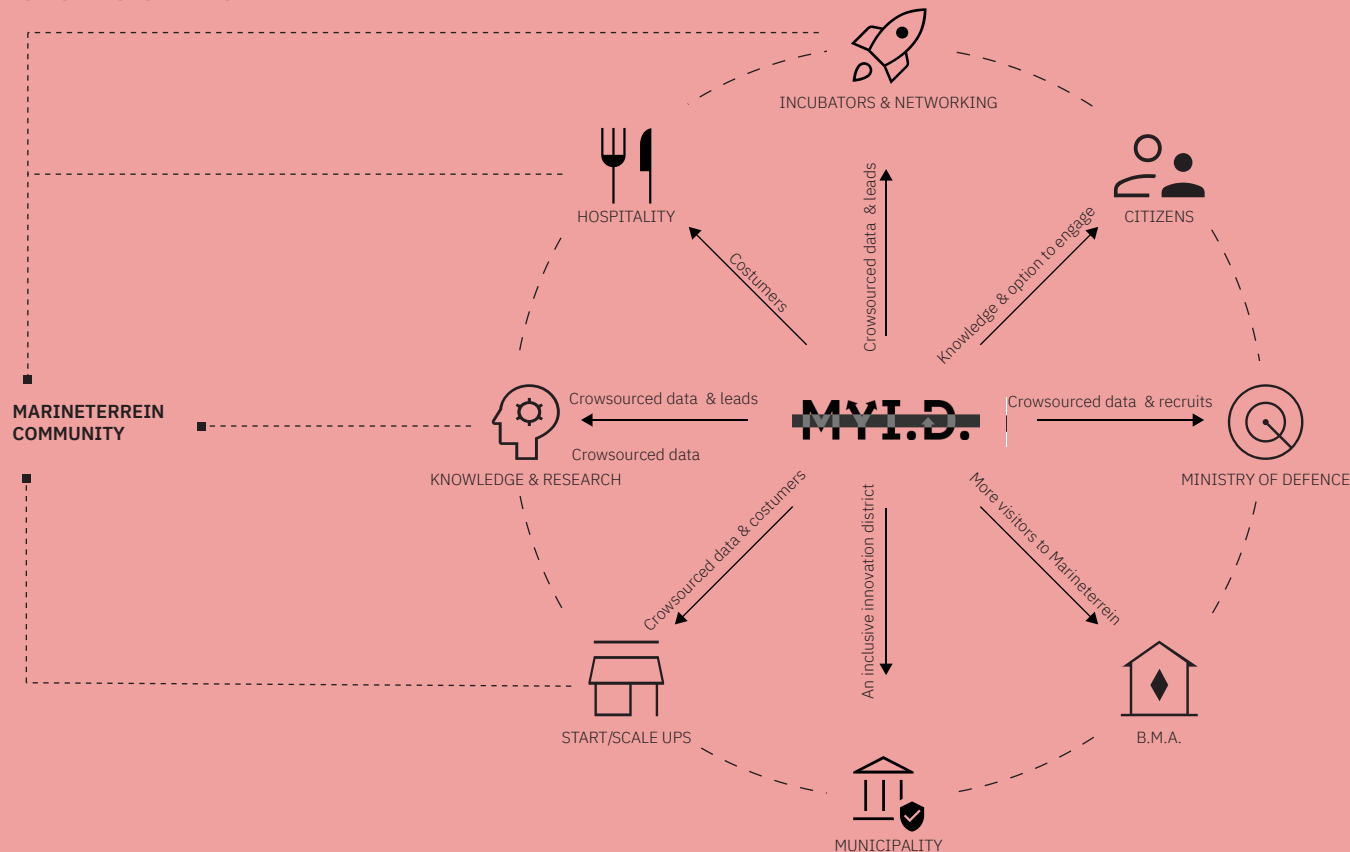 INCUBATORS & NETWORKING
HOSPITALITY
CITIZENS
Costumers
Crowsourced data & leads
Knowledge & option to engage
MARINETERREIN
COMMUNITY
Crowsourced data & leads
MYI.D.
Crowsourced data & recruits
Crowsourced data
KNOWLEDGE & RESEARCH
MINISTRY OF DEFENCE
Crowsourced data & costumers
An inclusive innovation district
More visitors to Marineterrein
START/SCALE UPS
B.M.A.
MUNICIPALITY